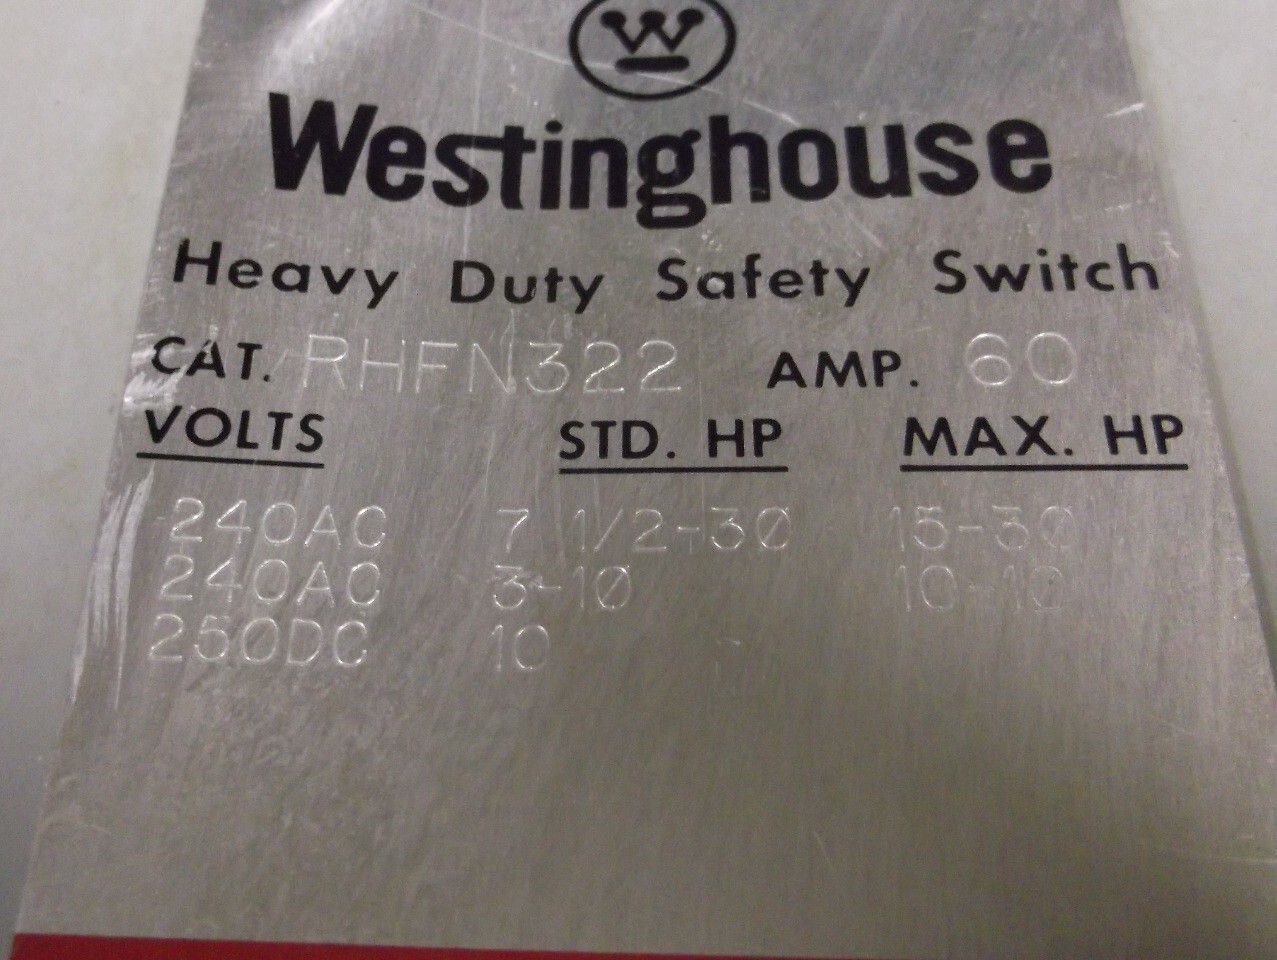 W
Westinghouse
Heavy Duty Safety Switch
CAT. RHFN322 AMP. 60
VOLTS STD. HP MAX. HP
240AC 7 1/2-30 15-30
240AC 3-10 10-10
250DC 10